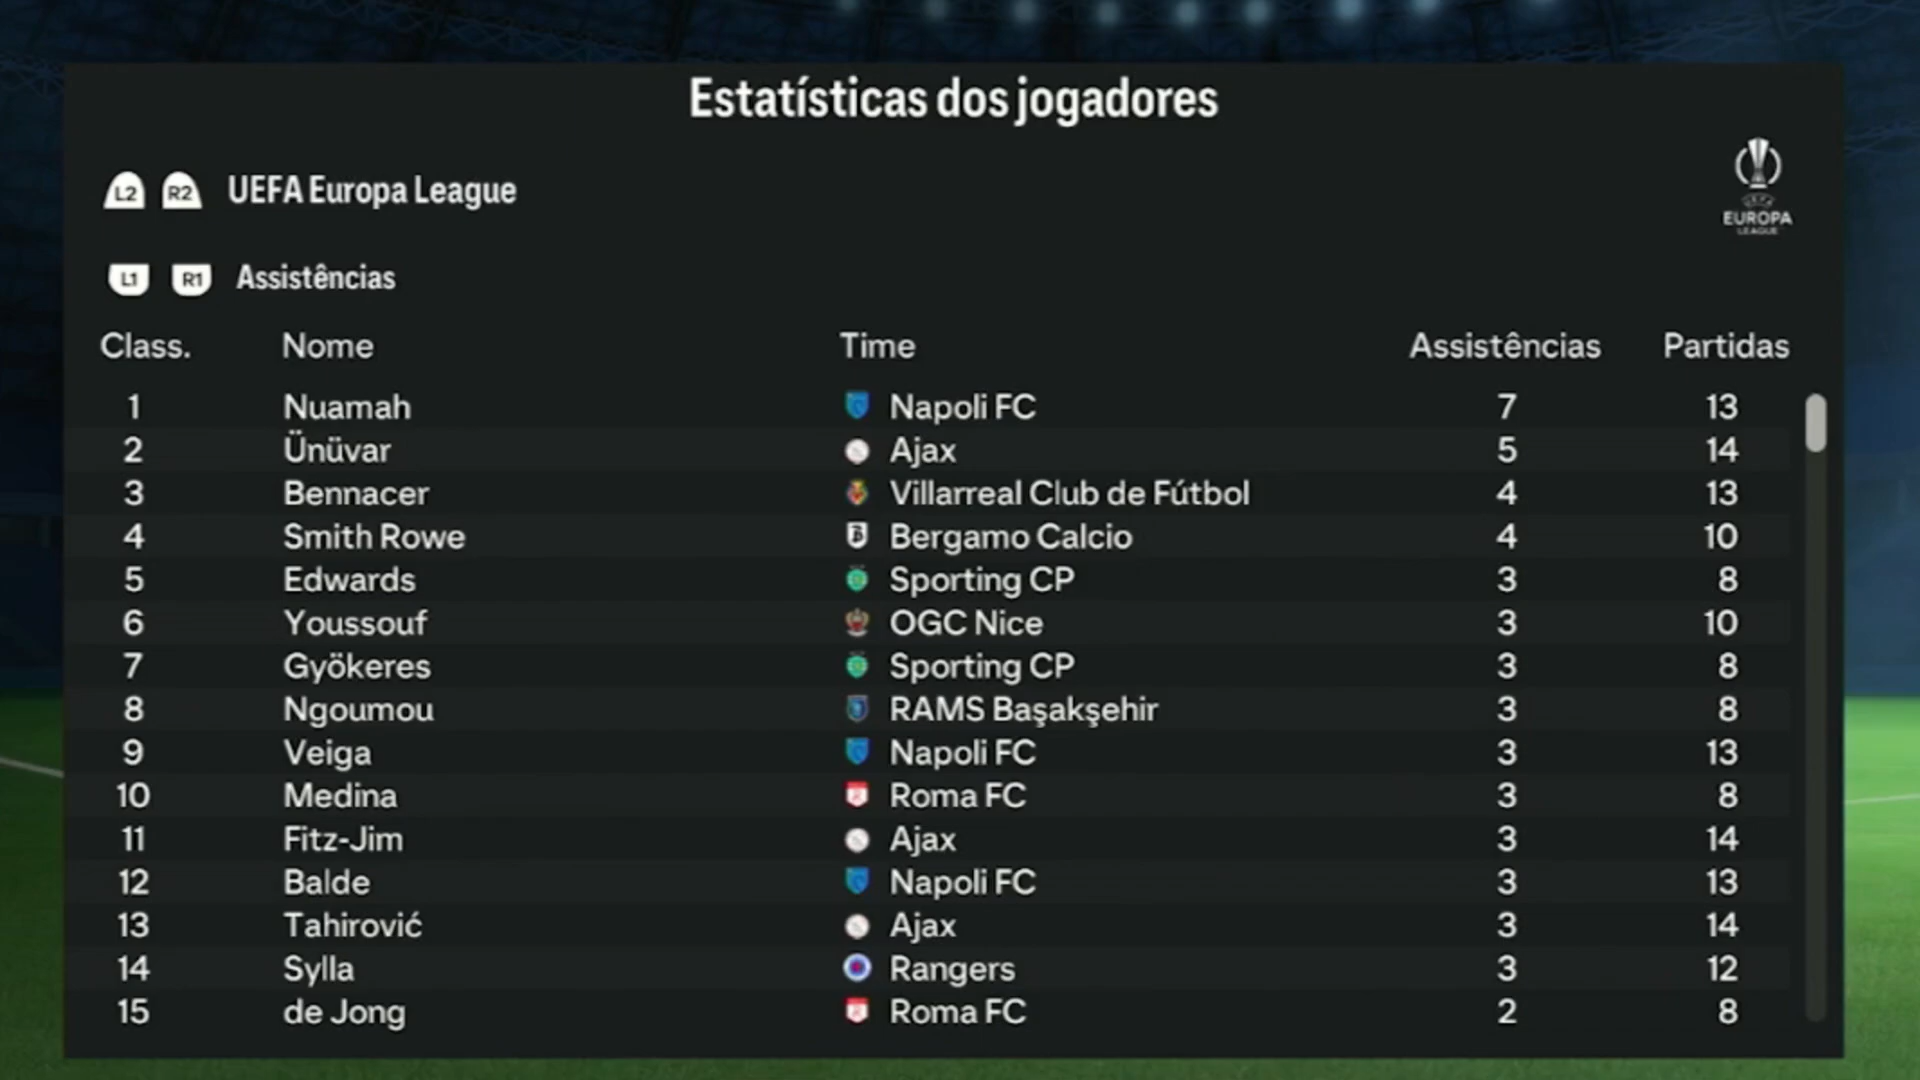 Estatísticas dos jogadores
L2 R2 UEFA Europa League
EUROPA
LEAGUE
L1 R1 Assistências
Class. Nome Time Assistências Partidas
1 Nuamah Napoli FC 7 13
2 Ünüvar Ajax 5 14
3 Bennacer Villarreal Club de Fútbol 4 13
4 Smith Rowe Bergamo Calcio 4 10
5 Edwards Sporting CP 3 8
6 Youssouf OGC Nice 3 10
7 Gyökeres Sporting CP 3 8
8 Ngoumou RAMS Başakşehir 3 8
9 Veiga Napoli FC 3 13
10 Medina Roma FC 3 8
11 Fitz-Jim Ajax 3 14
12 Balde Napoli FC 3 13
13 Tahirović Ajax 3 14
14 Sylla Rangers 3 12
15 de Jong Roma FC 2 8